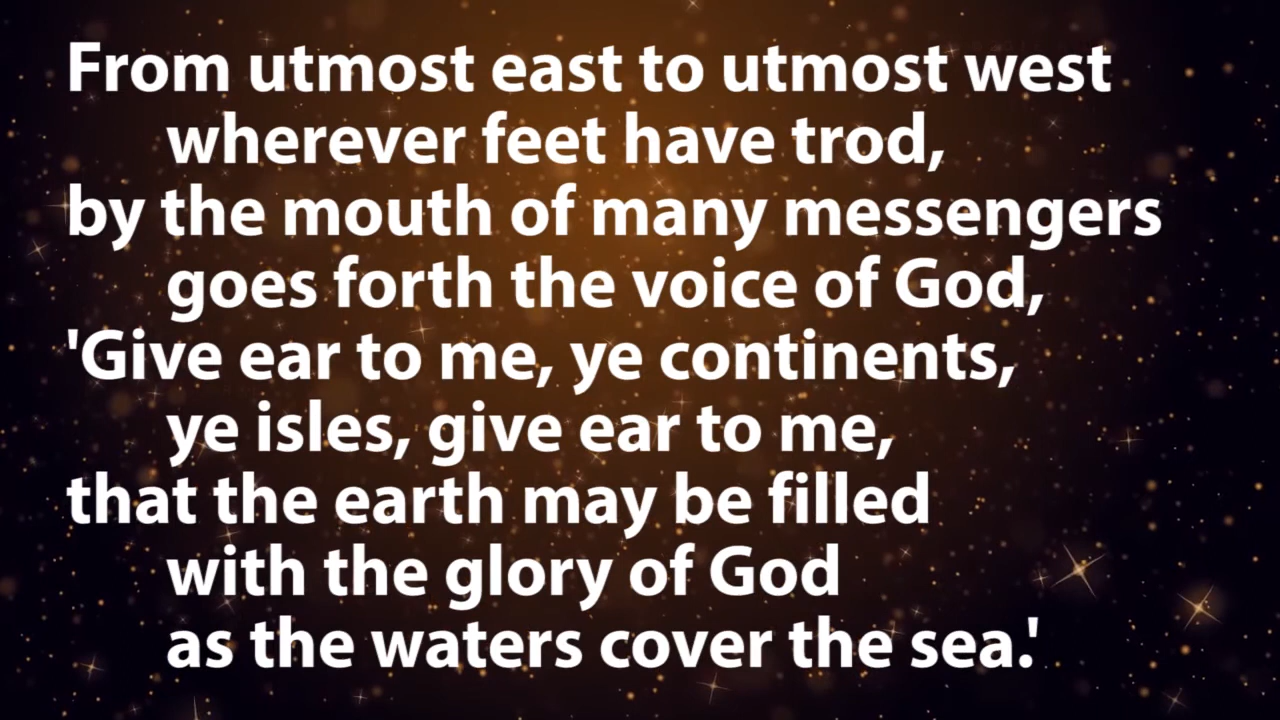 From utmost east to utmost west
wherever feet have trod,
by the mouth of many messengers
goes forth the voice of God,
'Give ear to me, ye continents,
ye isles, give ear to me,
that the earth may be filled
with the glory of God
as the waters cover the sea.'